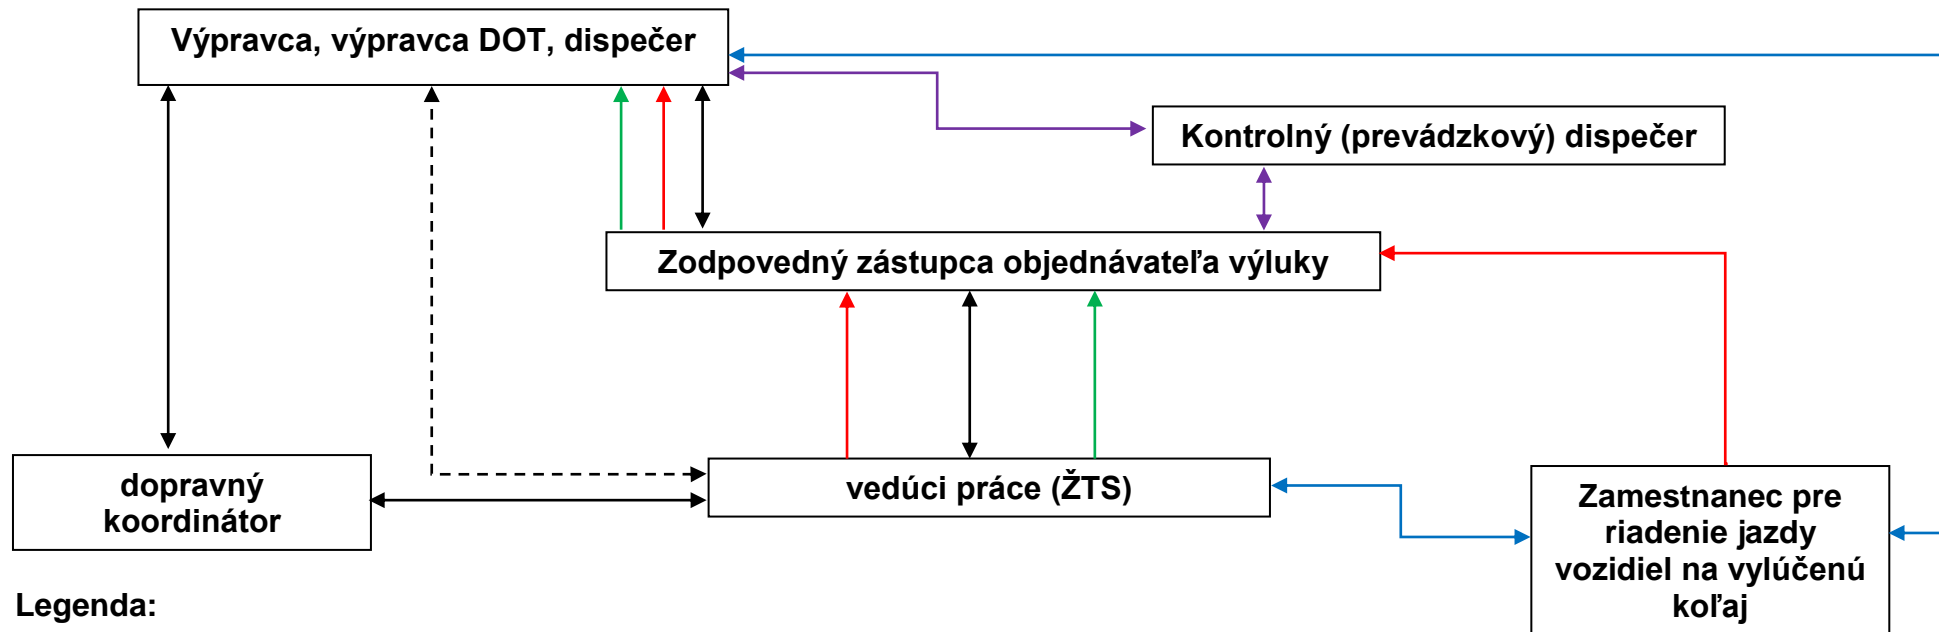 Výpravca, výpravca DOT, dispečer
Kontrolný (prevádzkový) dispečer
Zodpovedný zástupca objednávateľa výluky
dopravný
koordinátor
vedúci práce (ŽTS)
Zamestnanec pre
riadenie jazdy
vozidiel na vylúčenú
koľaj
Legenda: